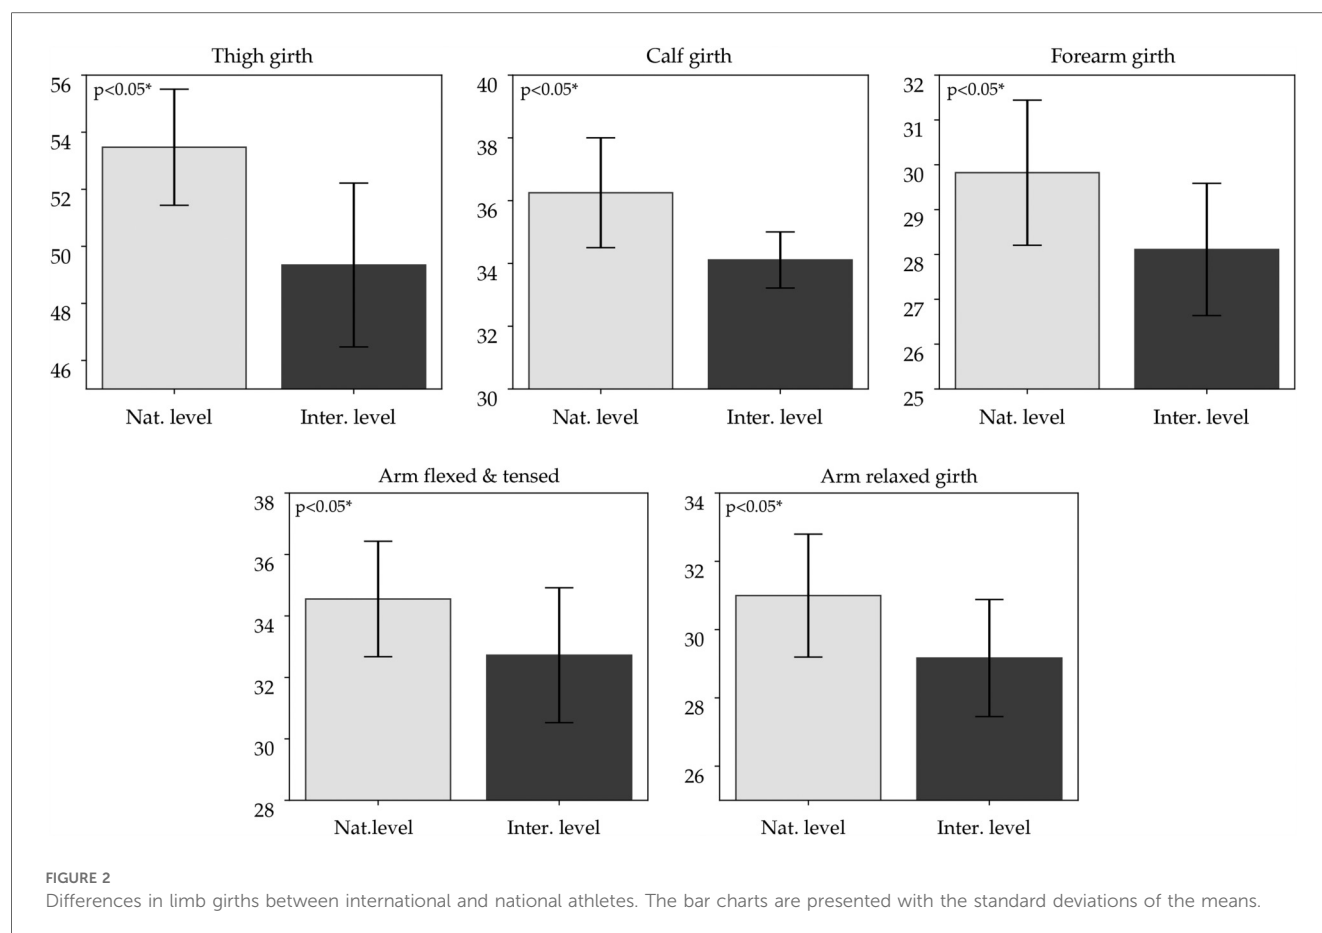 Thigh girth
p<0.05*
56
54
52
50
48
46
Nat. level Inter. level
Calf girth
p<0.05*
40
38
36
34
32
30
Nat. level Inter. level
Forearm girth
p<0.05*
32
31
30
29
28
27
26
25
Nat. level Inter. level
Arm flexed & tensed
p<0.05*
38
36
34
32
30
28
Nat.level Inter. level
Arm relaxed girth
p<0.05*
34
32
30
28
26
Nat. level Inter. level
FIGURE 2
Differences in limb girths between international and national athletes. The bar charts are presented with the standard deviations of the means.